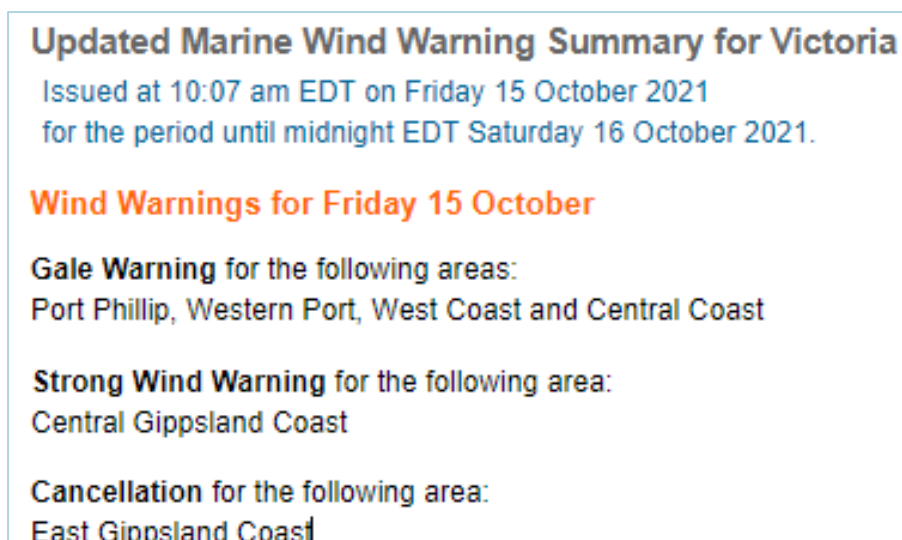 Updated Marine Wind Warning Summary for Victoria
Issued at 10:07 am EDT on Friday 15 October 2021
for the period until midnight EDT Saturday 16 October 2021.
Wind Warnings for Friday 15 October
Gale Warning for the following areas:
Port Phillip, Western Port, West Coast and Central Coast
Strong Wind Warning for the following area:
Central Gippsland Coast
Cancellation for the following area:
East Gippsland Coast